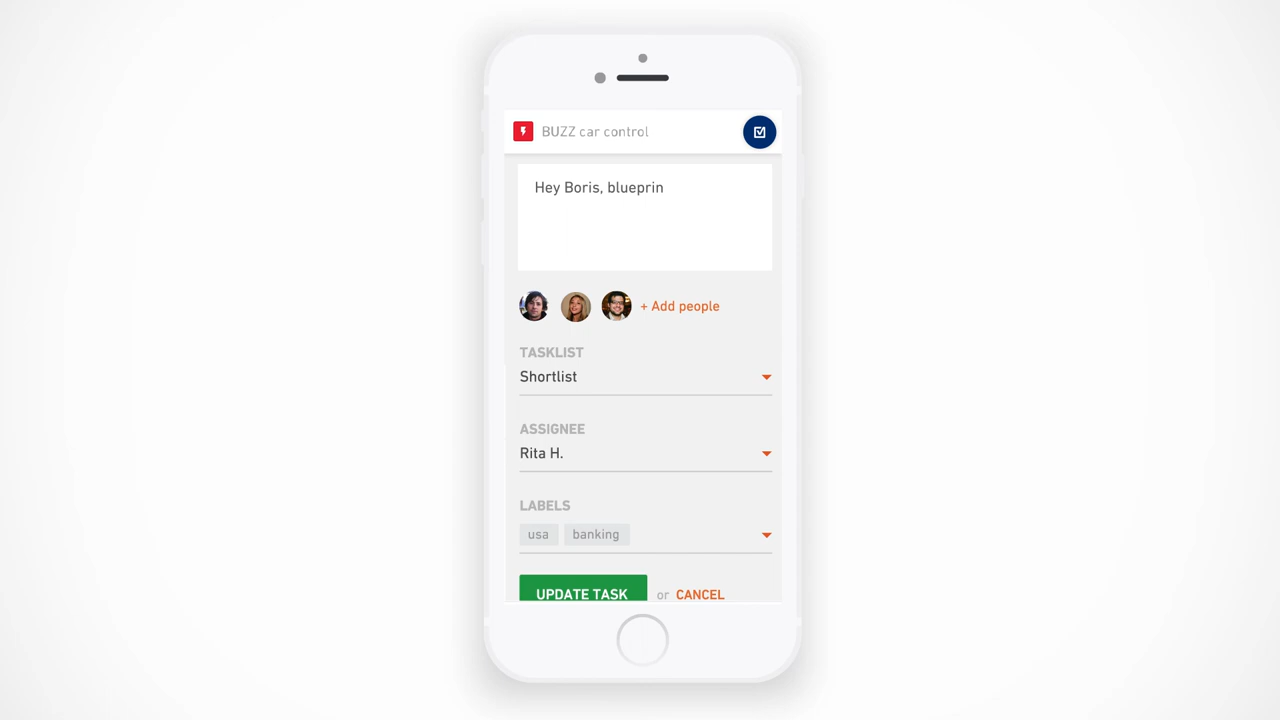 BUZZ car control
Hey Boris, blueprin
+ Add people
TASKLIST
Shortlist
ASSIGNEE
Rita H.
LABELS
usa banking
UPDATE TASK or CANCEL